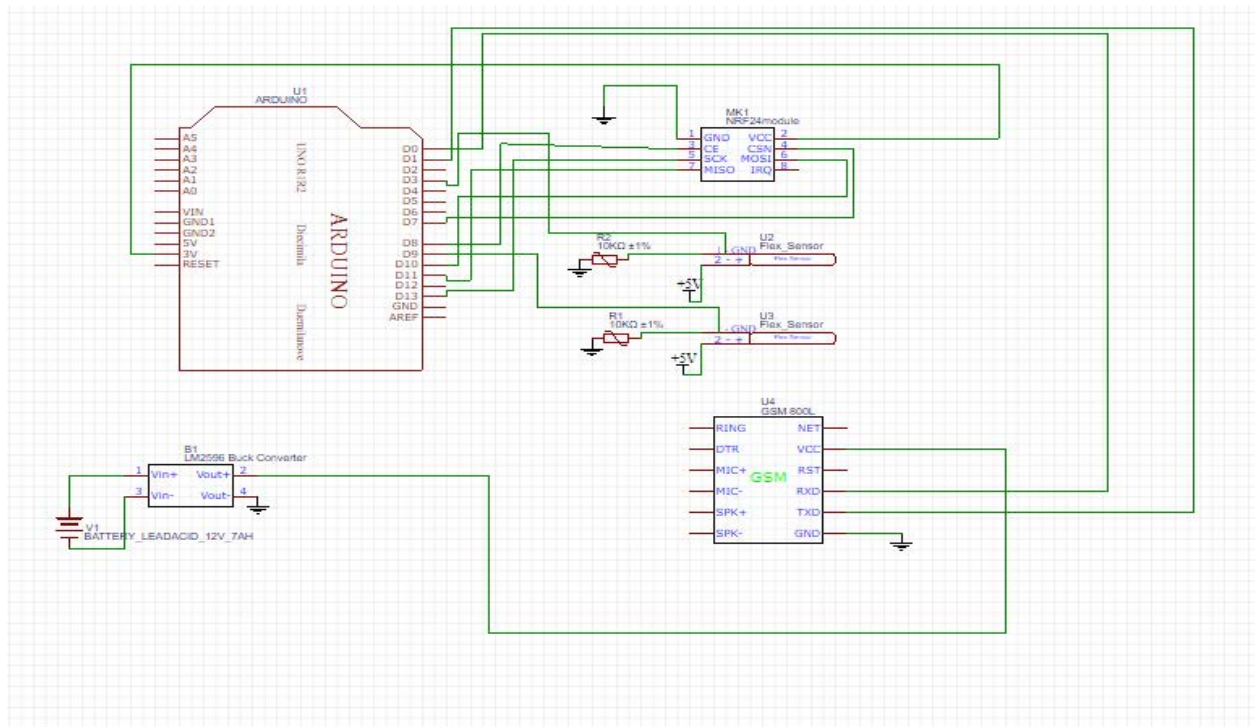 U1
ARDUINO
A5
A4
A3
A2
A1
A0
VIN
GND1
GND2
5V
3V
RESET
ARDUINO
D0
D1
D2
D3
D4
D5
D6
D7
D8
D9
D10
D11
D12
D13
GND
AREF
MK1
NRF24module
1 GND VCC 2
3 CE CSN 4
5 SCK MOSI 6
7 MISO IRQ 8
R2
10KΩ ±1%
U2
Flex_Sensor
1 - GND
2 - +
Flex Sensor
+5V
R1
10KΩ ±1%
U3
Flex_Sensor
- GND
2 - +
Flex Sensor
+5V
U4
GSM 800L
RING NET
DTR VCC
MIC+ RST
GSM
MIC- RXD
SPK+ TXD
SPK- GND
B1
LM2596 Buck Converter
1 Vin+ Vout+ 2
3 Vin- Vout- 4
V1
BATTERY_LEADACID_12V_7AH